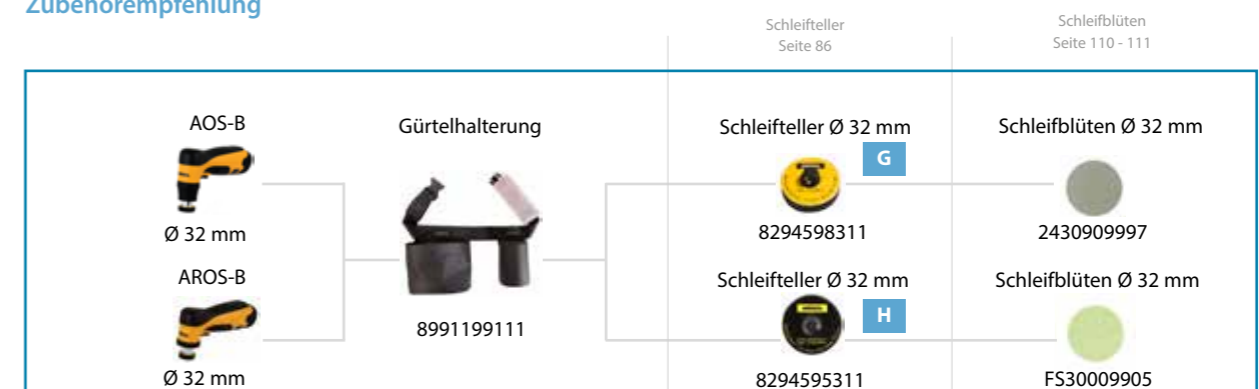 Zubehörempfehlung
Schleifteller
Seite 86
Schleifblüten
Seite 110 - 111
AOS-B
Ø 32 mm
AROS-B
Ø 32 mm
Gürtelhalterung
8991199111
Schleifteller Ø 32 mm
G
8294598311
Schleifteller Ø 32 mm
H
8294595311
Schleifblüten Ø 32 mm
2430909997
Schleifblüten Ø 32 mm
FS30009905